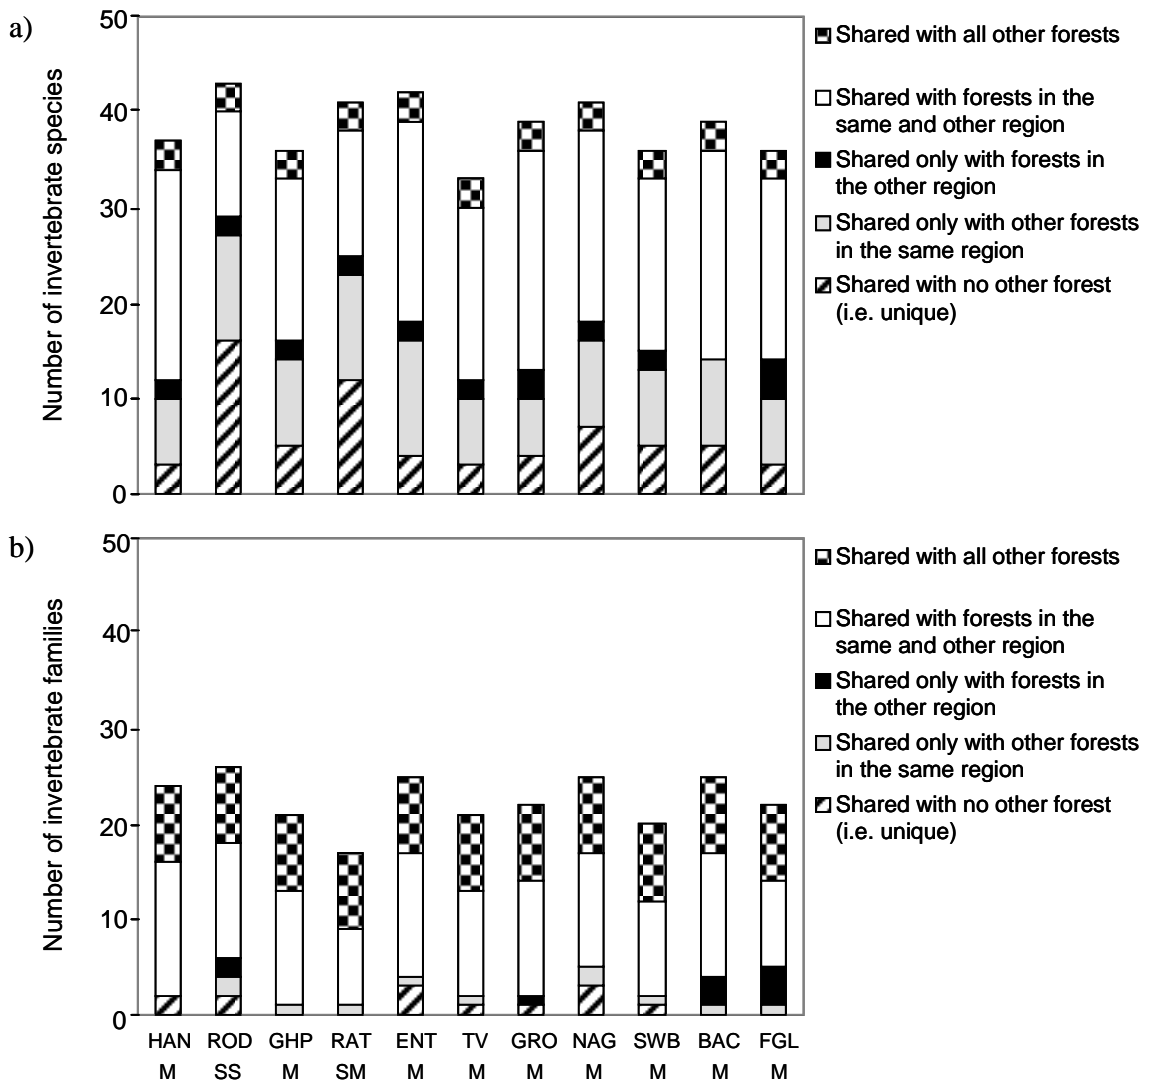 a)
Number of invertebrate species
50
40
30
20
10
0
Shared with all other forests
Shared with forests in the
same and other region
Shared only with forests in
the other region
Shared only with other forests
in the same region
Shared with no other forest
(i.e. unique)
b)
Number of invertebrate families
50
40
30
20
10
0
Shared with all other forests
Shared with forests in the
same and other region
Shared only with forests in
the other region
Shared only with other forests
in the same region
Shared with no other forest
(i.e. unique)
HAN ROD GHP RAT ENT TV GRO NAG SWB BAC FGL
M SS M SM M M M M M M M